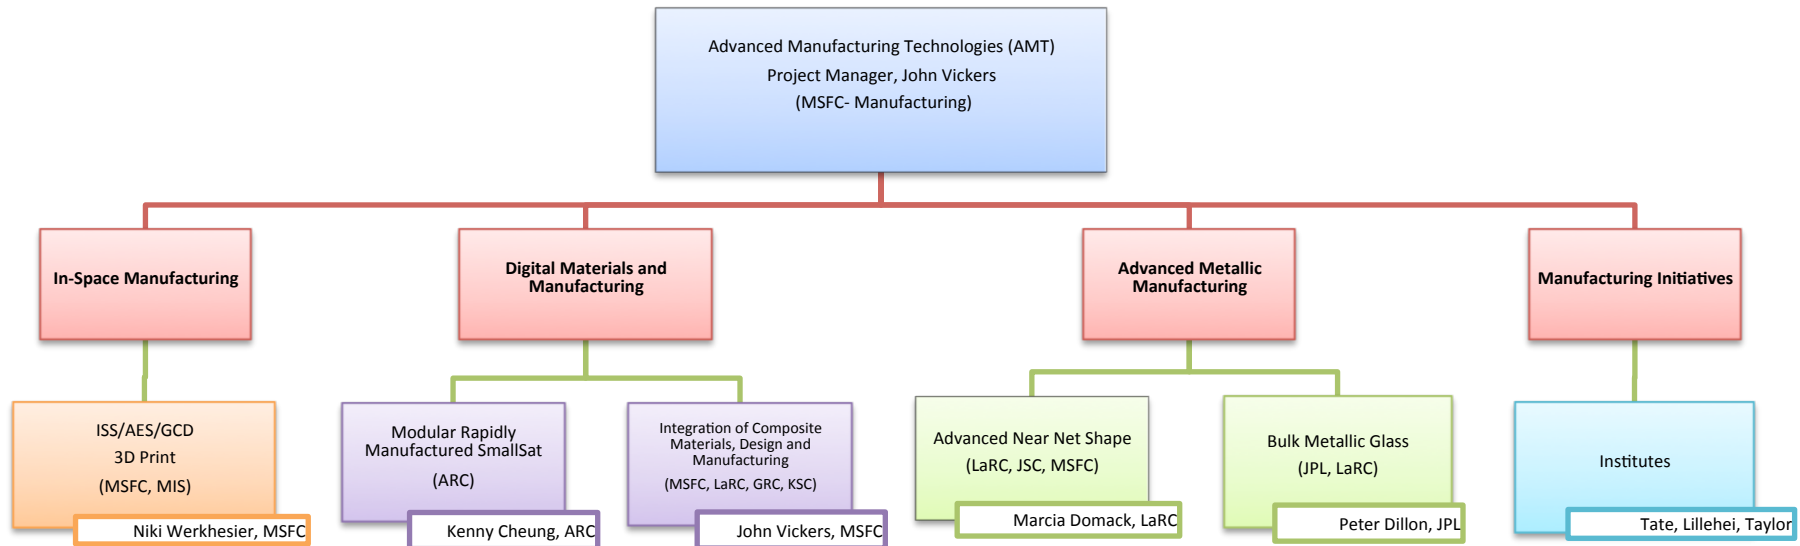 Advanced Manufacturing Technologies (AMT)
Project Manager, John Vickers
(MSFC- Manufacturing)
In-Space Manufacturing
Digital Materials and
Manufacturing
Advanced Metallic
Manufacturing
Manufacturing Initiatives
ISS/AES/GCD
3D Print
(MSFC, MIS)
Niki Werkhesier, MSFC
Modular Rapidly
Manufactured SmallSat
(ARC)
Kenny Cheung, ARC
Integration of Composite
Materials, Design and
Manufacturing
(MSFC, LaRC, GRC, KSC)
John Vickers, MSFC
Advanced Near Net Shape
(LaRC, JSC, MSFC)
Marcia Domack, LaRC
Bulk Metallic Glass
(JPL, LaRC)
Peter Dillon, JPL
Institutes
Tate, Lillehei, Taylor